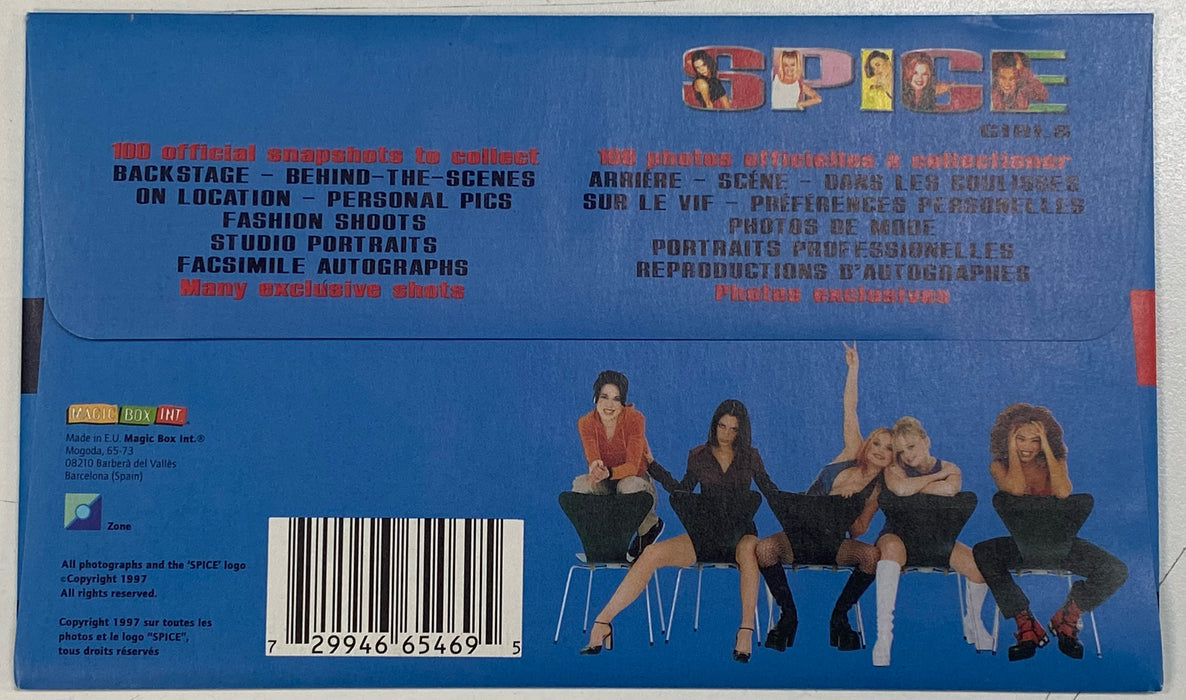 SPICE
GIRLS
100 official snapshots to collect
BACKSTAGE - BEHIND-THE-SCENES
ON LOCATION - PERSONAL PICS
FASHION SHOOTS
STUDIO PORTRAITS
FACSIMILE AUTOGRAPHS
Many exclusive shots
100 photos officielles a collectioner
ARRIÉRE - SCÉNE - DANS LES COULISSES
SUR LE VIF - PRÉFÉRENCES PERSONELLES
PHOTOS DE MODE
PORTRAITS PROFESSIONELLES
REPRODUCTIONS D'AUTOGRAPHES
Photos exclusives
MAGIC BOX INT.
Made in E.U. Magic Box Int.®
Mogoda, 65-73
08210 Barberà del Vallès
Barcelona (Spain)
Zone
All photographs and the 'SPICE' logo
©Copyright 1997
All rights reserved.
Copyright 1997 sur toutes les
photos et le logo "SPICE",
tous droits réservés
7 29946 65469 5